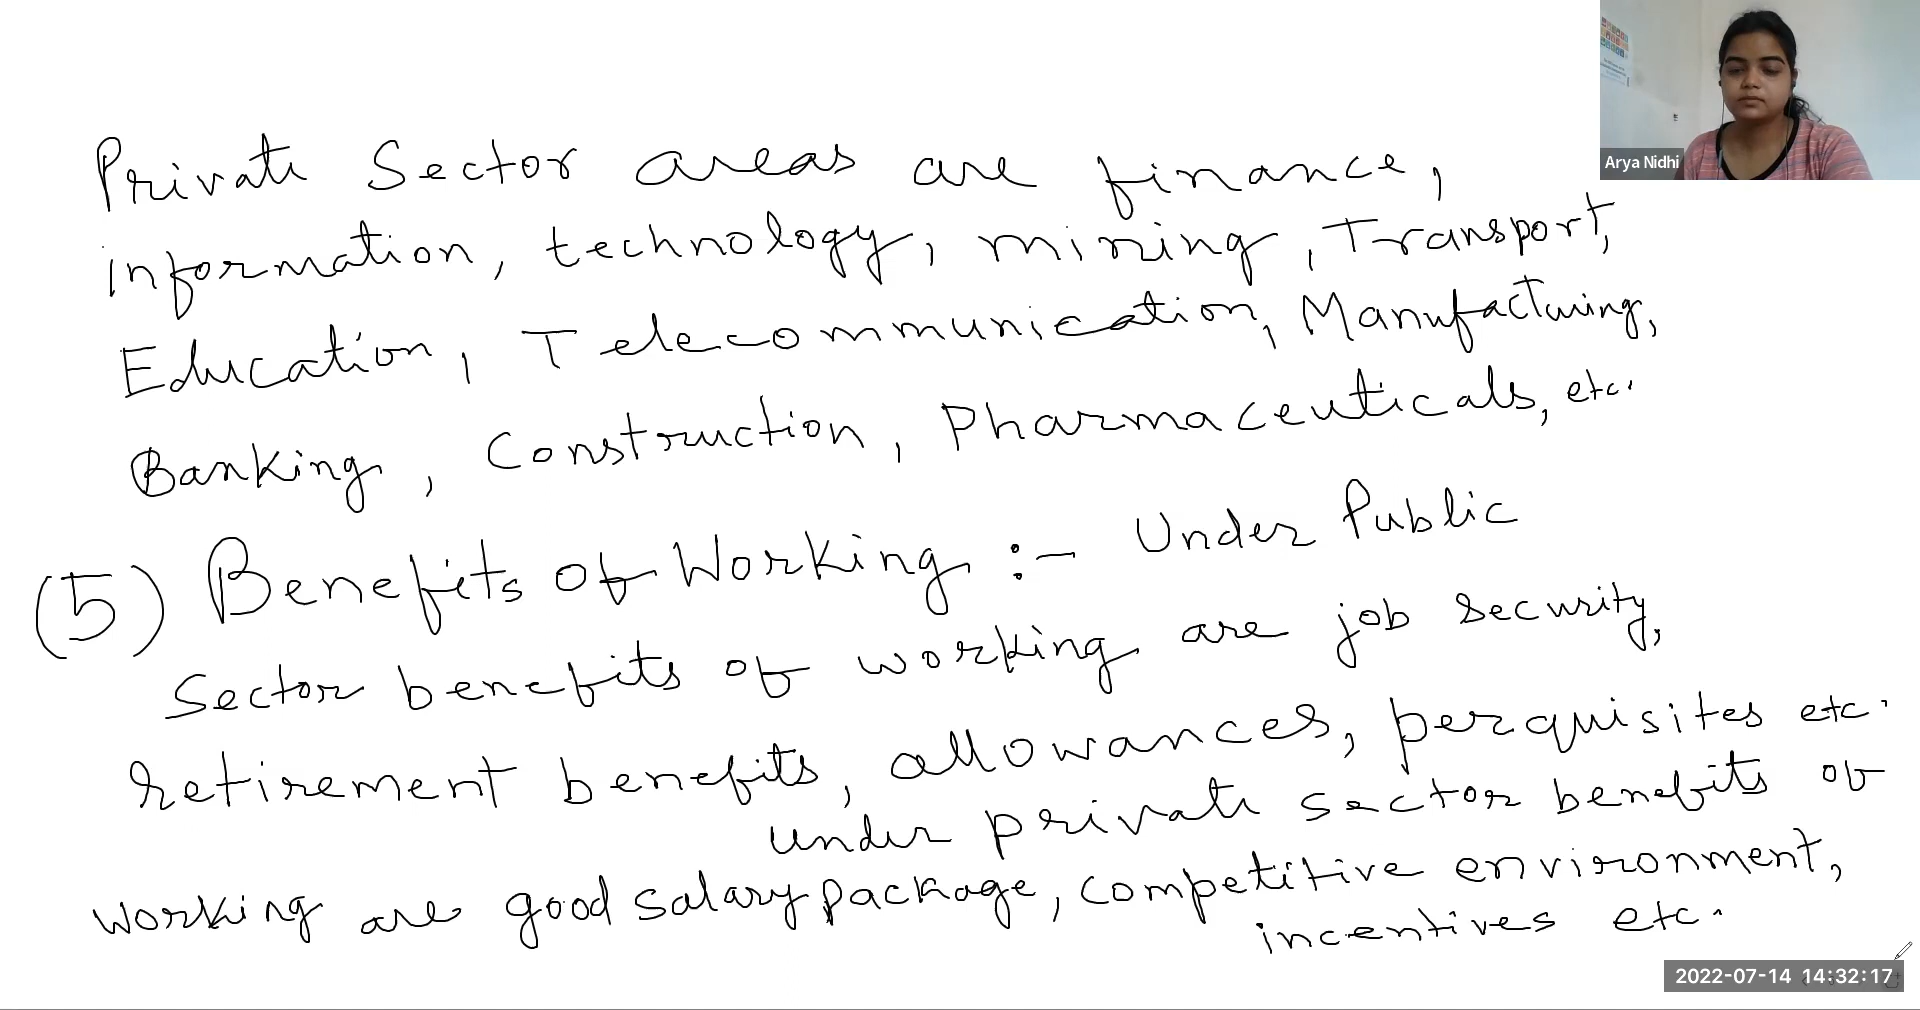 Arya Nidhi
Private Sector areas are finance,
information, technology, mining, Transport,
Education, Telecommunication, Manufacturing,
Banking, Construction, Pharmaceuticals, etc.
(5) Benefits of Working :- Under Public
Sector benefits of working are job security,
retirement benefits, allowances, perquisites etc.
under private sector benefits of
working are good salary package, competitive environment,
incentives etc.
2022-07-14 14:32:17